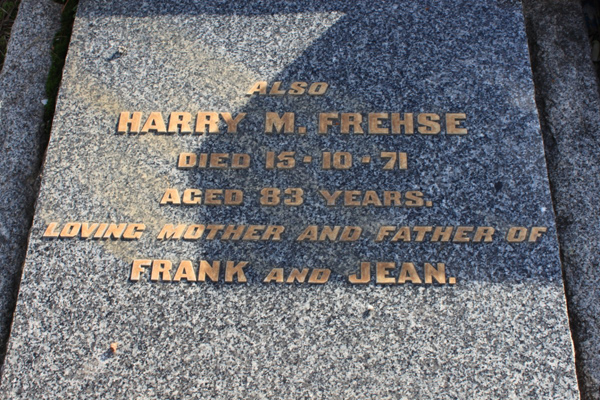 ALSO
HARRY M. FREHSE
DIED 15-10-71
AGED 83 YEARS.
LOVING MOTHER AND FATHER OF
FRANK AND JEAN.